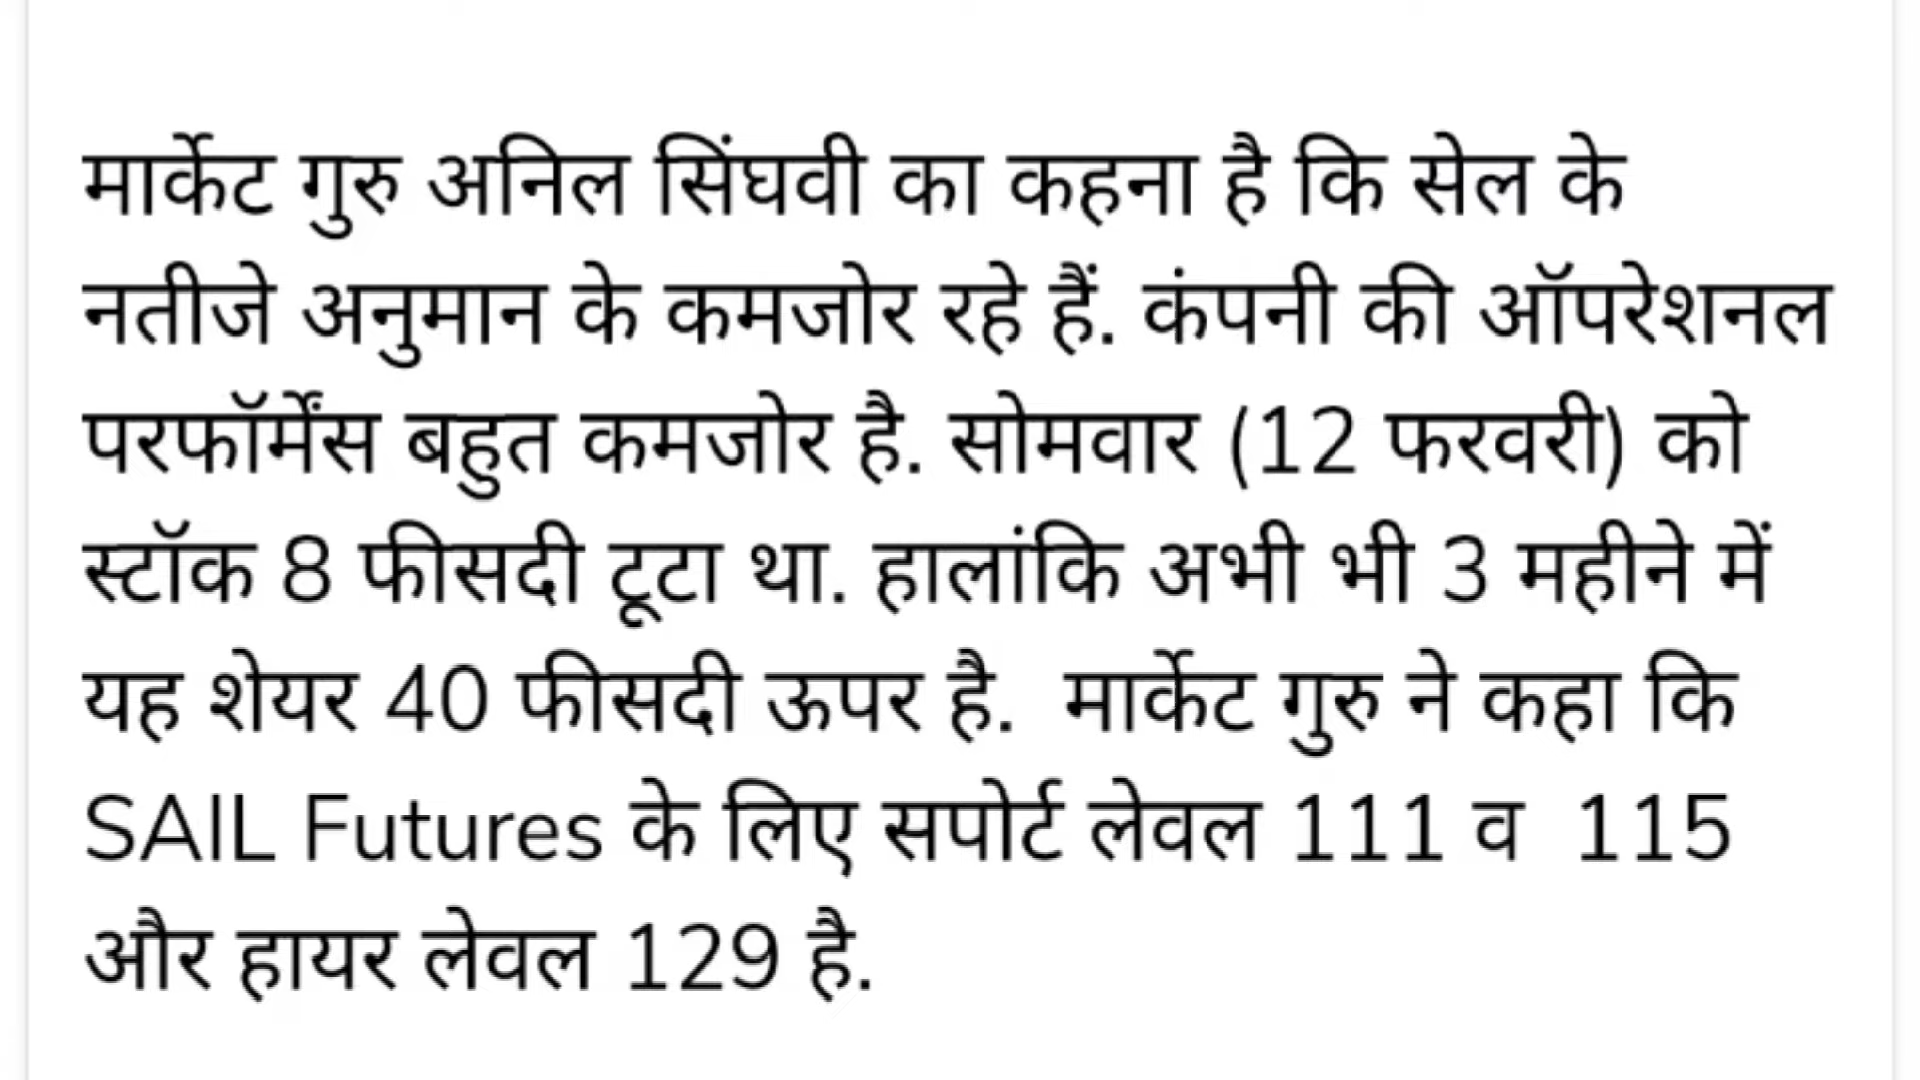 मार्केट गुरु अनिल सिंघवी का कहना है कि सेल के
नतीजे अनुमान के कमजोर रहे हैं. कंपनी की ऑपरेशनल
परफॉर्मेंस बहुत कमजोर है. सोमवार (12 फरवरी) को
स्टॉक 8 फीसदी टूटा था. हालांकि अभी भी 3 महीने में
यह शेयर 40 फीसदी ऊपर है.  मार्केट गुरु ने कहा कि
SAIL Futures के लिए सपोर्ट लेवल 111 व  115
और हायर लेवल 129 है.